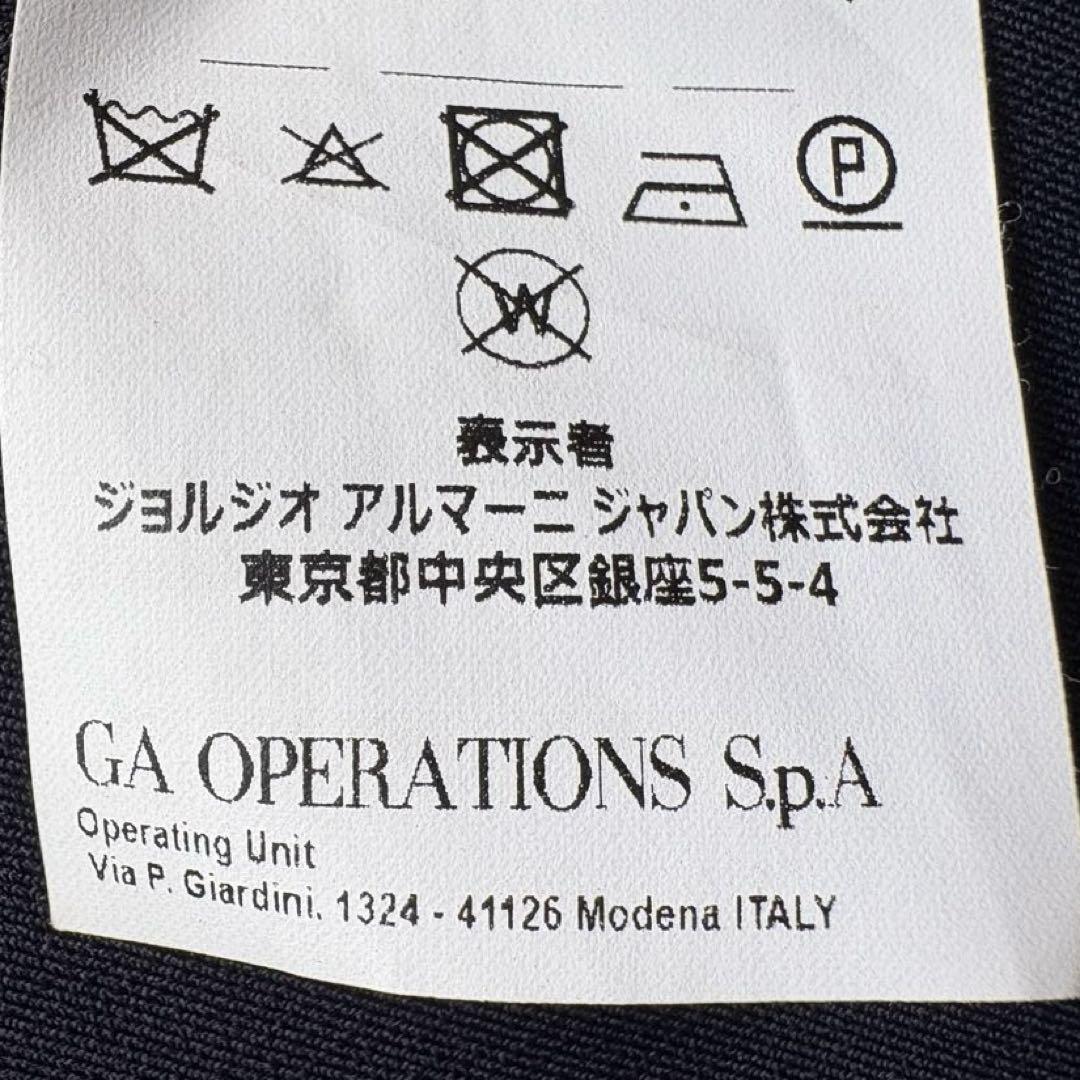 P
W
表示者
ジョルジオ アルマーニ ジャパン株式会社
東京都中央区銀座5-5-4
GA OPERATIONS S.p.A
Operating Unit
Via P. Giardini, 1324 - 41126 Modena ITALY